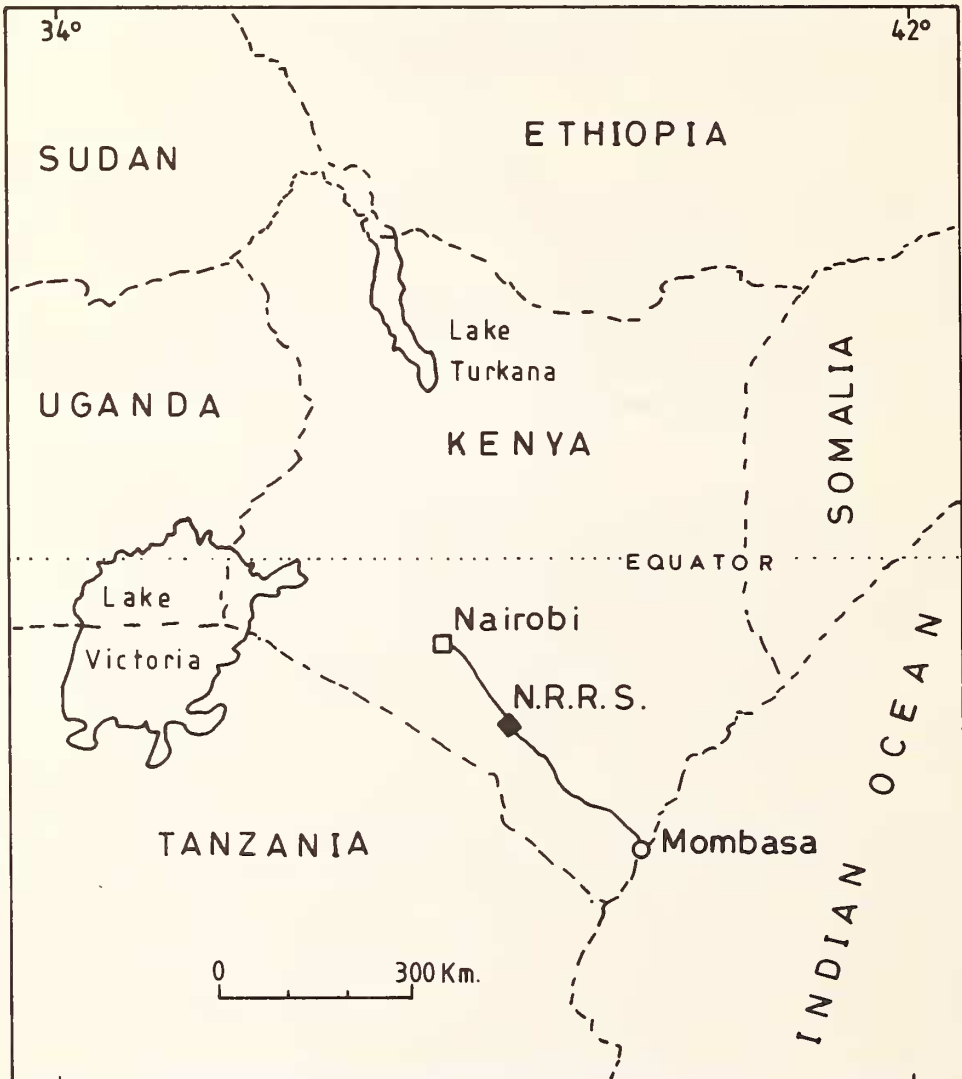 34° 42°
ETHIOPIA
SUDAN
Lake
Turkana
SOMALIA
UGANDA
KENYA
EQUATOR
Lake
Victoria
Nairobi
N.R.R.S.
INDIAN OCEAN
TANZANIA
Mombasa
0 300 Km.